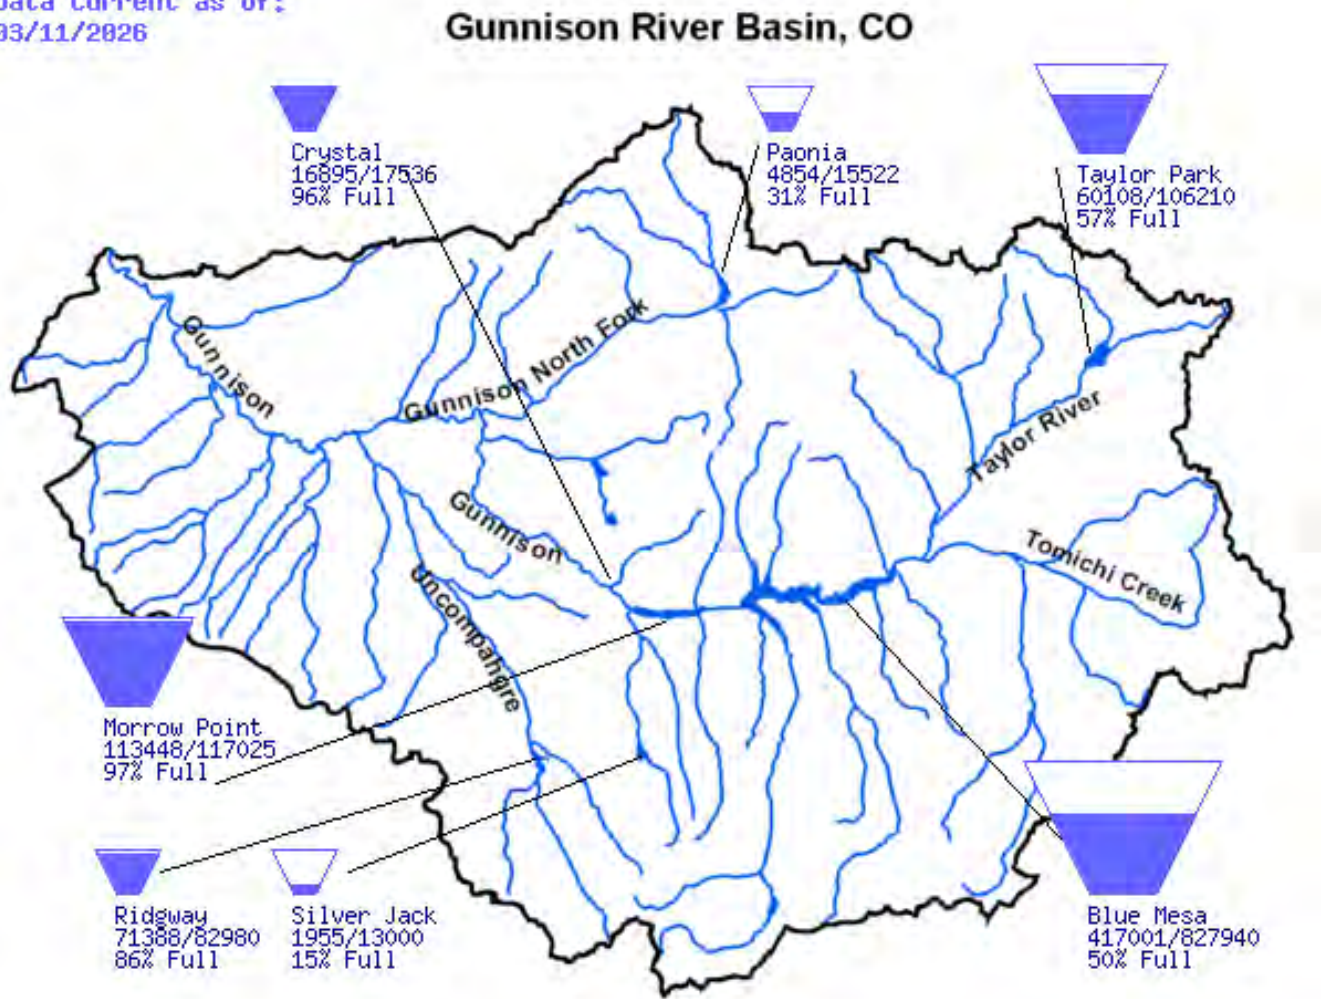 Data Current as of:
03/11/2026
Gunnison River Basin, CO
Crystal
16895/17536
96% Full
Paonia
4854/15522
31% Full
Taylor Park
60108/106210
57% Full
Gunnison
Gunnison North Fork
Taylor River
Gunnison
Tomichi Creek
Uncompahgre
Morrow Point
113448/117025
97% Full
Ridgway
71388/82980
86% Full
Silver Jack
1955/13000
15% Full
Blue Mesa
417001/827940
50% Full